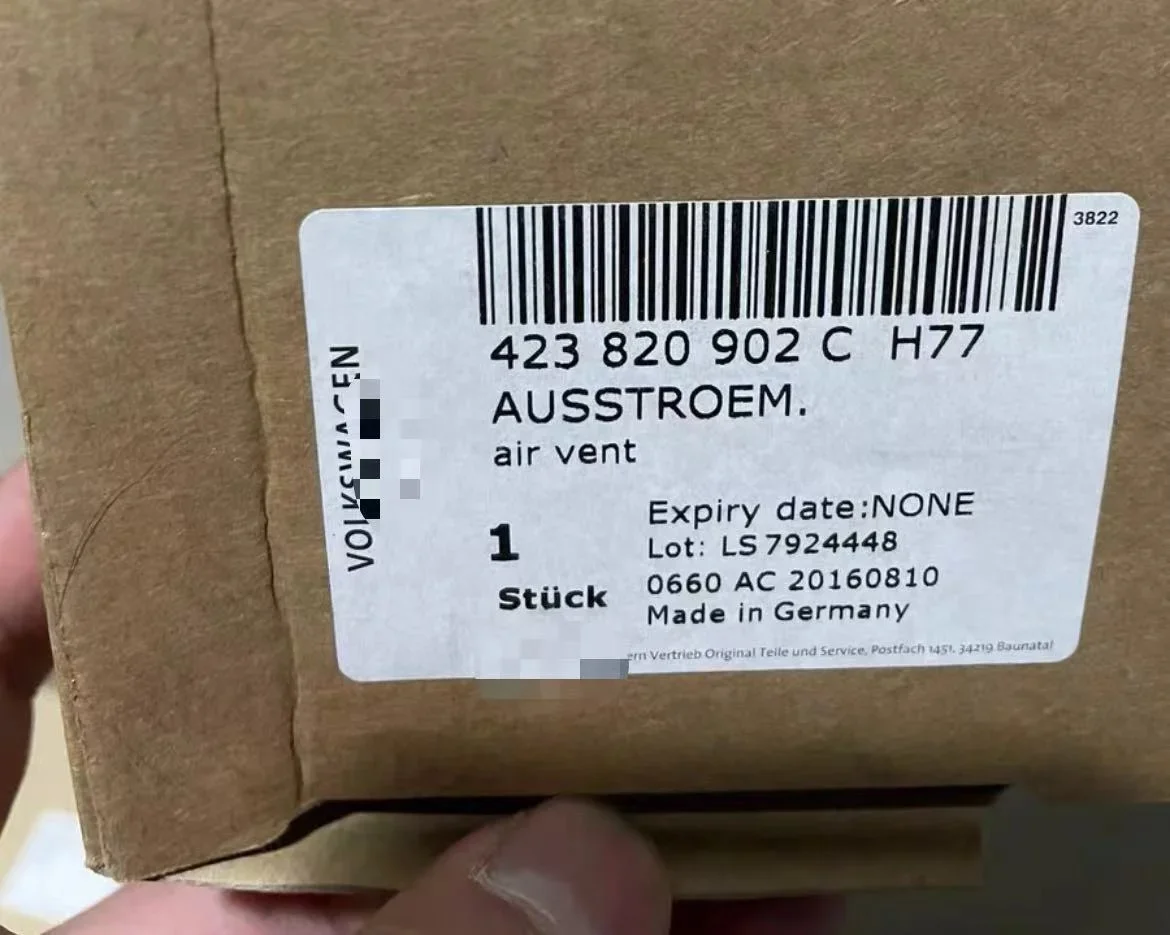 3822
423 820 902 C H77
AUSSTROEM.
air vent
VOLKSWAGEN
Expiry date:NONE
1
Lot: LS 7924448
Stück
0660 AC 20160810
Made in Germany
Vertrieb Original Teile und Service, Postfach 1451, 34219 Baunatal